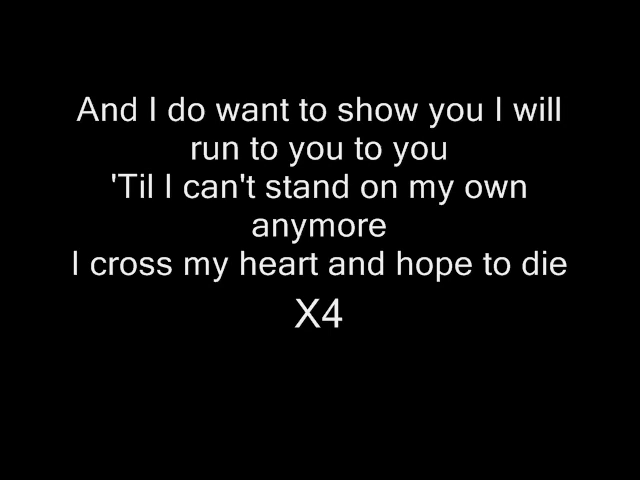 And I do want to show you I will
run to you to you
'Til I can't stand on my own
anymore
I cross my heart and hope to die
X4